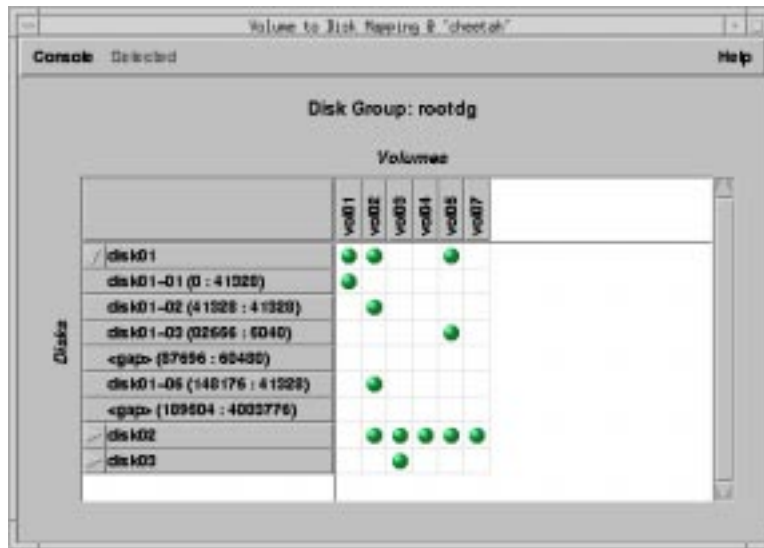 Volume to Disk Mapping @ "cheetah"
Console Selected Help
Disk Group: rootdg
Volumes
vol01 vol02 vol03 vol04 vol05 vol07
Disks
disk01
disk01-01 (0 : 41328)
disk01-02 (41328 : 41328)
disk01-03 (82656 : 5040)
<gap> (87696 : 60480)
disk01-06 (148176 : 41328)
<gap> (189504 : 4003776)
disk02
disk03